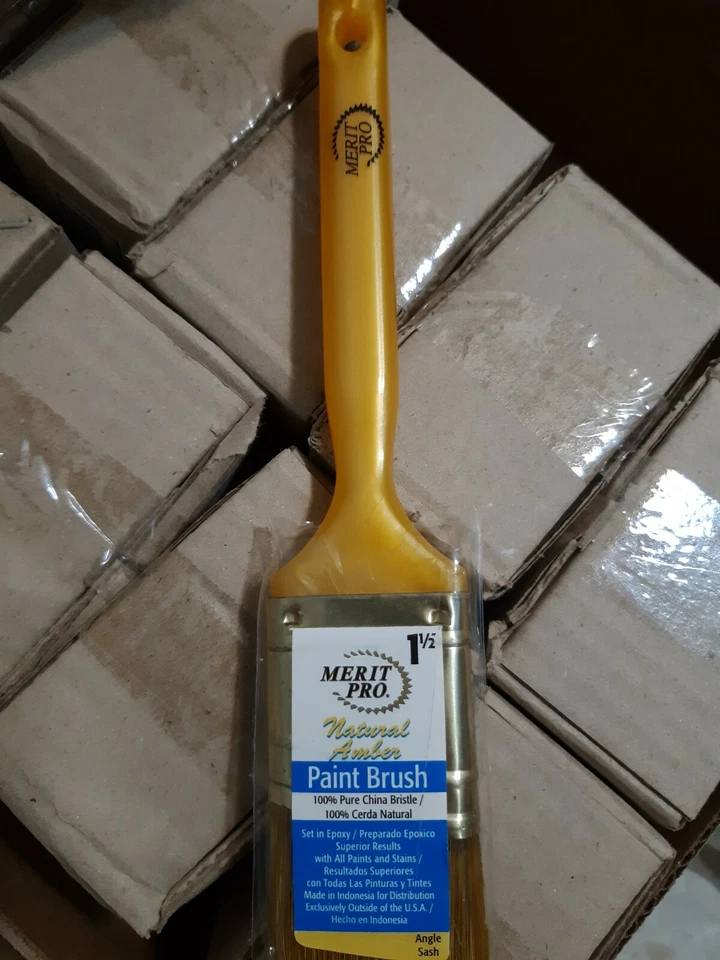 MERIT
PRO
1 1/2"
MERIT
PRO®
Natural
Amber
Paint Brush
100% Pure China Bristle /
100% Cerda Natural
Set in Epoxy / Preparado Epoxico
Superior Results
with All Paints and Stains /
Resultados Superiores
con Todas Las Pinturas y Tintes
Made in Indonesia for Distribution
Exclusively Outside of the U.S.A. /
Hecho en Indonesia
Angle
Sash